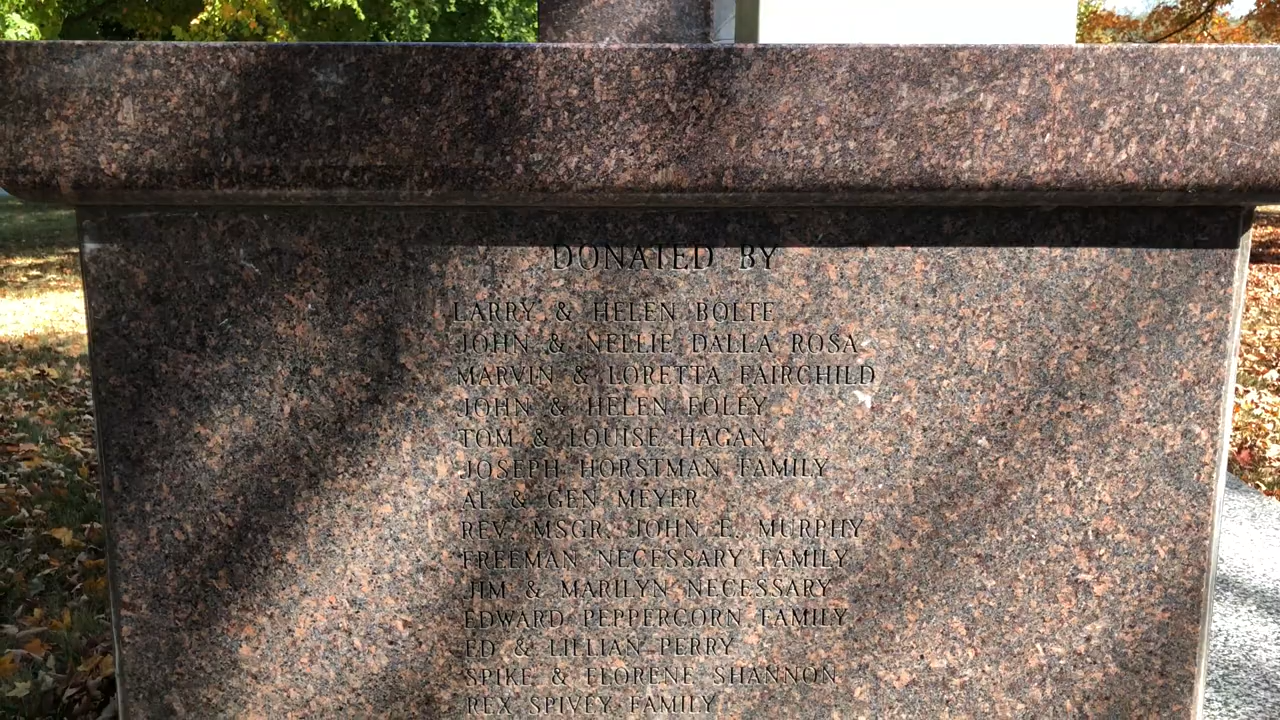 DONATED BY
LARRY & HELEN BOLTE
JOHN & NELLIE DALLA ROSA
MARVIN & LORETTA FAIRCHILD
JOHN & HELEN FOLEY
TOM & LOUISE HAGAN
JOSEPH HORSTMAN FAMILY
AL & GEN MEYER
REV. MSGR. JOHN E. MURPHY
FREEMAN NECESSARY FAMILY
JIM & MARILYN NECESSARY
EDWARD PEPPERCORN FAMILY
ED & LILLIAN PERRY
SPIKE & FLORENE SHANNON
REX SPIVEY FAMILY